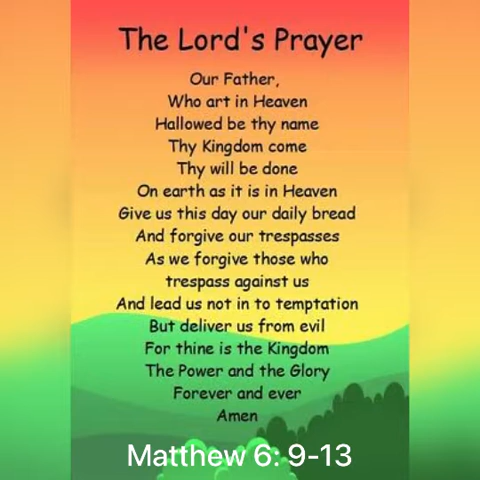 The Lord's Prayer
Our Father,
Who art in Heaven
Hallowed be thy name
Thy Kingdom come
Thy will be done
On earth as it is in Heaven
Give us this day our daily bread
And forgive our trespasses
As we forgive those who
trespass against us
And lead us not in to temptation
But deliver us from evil
For thine is the Kingdom
The Power and the Glory
Forever and ever
Amen
Matthew 6: 9-13